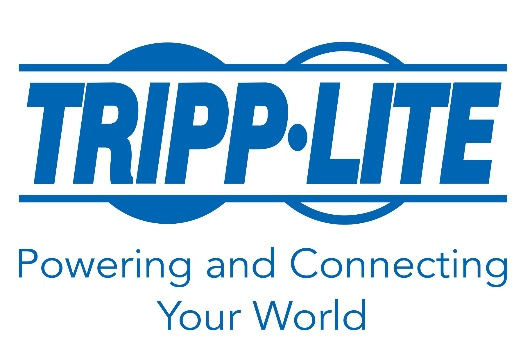 TRIPP·LITE
Powering and Connecting
Your World